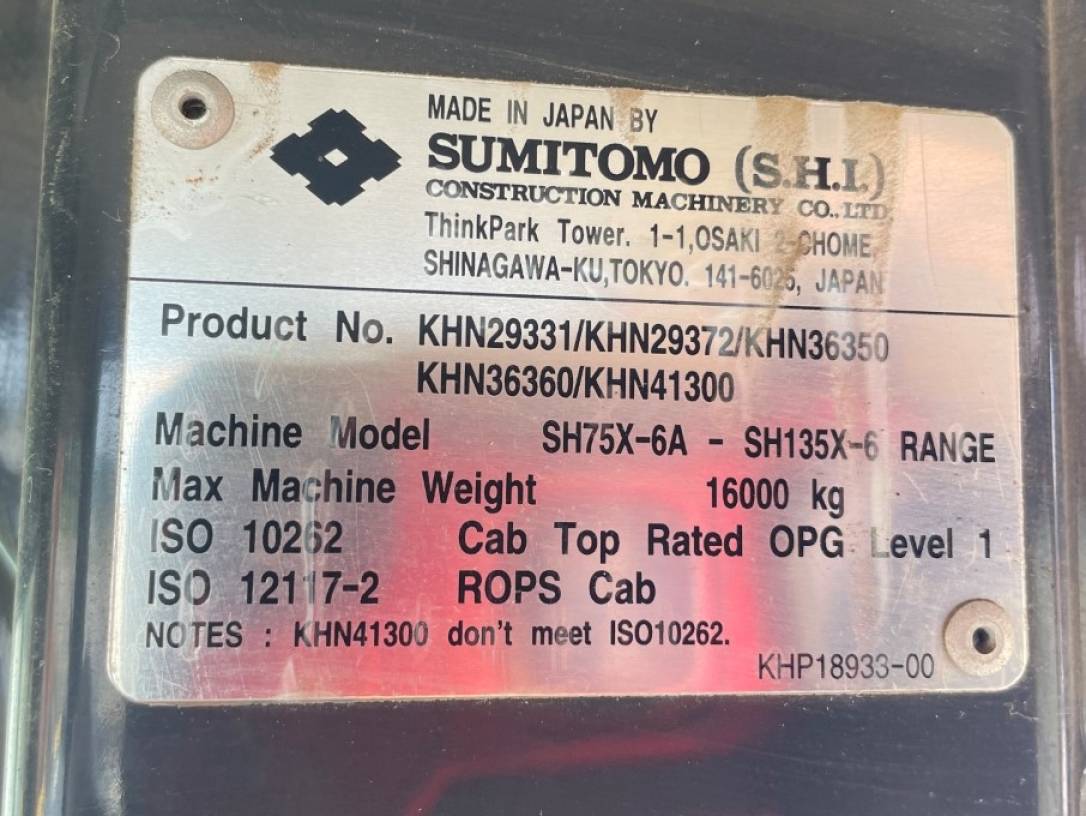 MADE IN JAPAN BY
SUMITOMO (S.H.I.)
CONSTRUCTION MACHINERY CO.,LTD
ThinkPark Tower. 1-1,OSAKI 2-CHOME,
SHINAGAWA-KU,TOKYO. 141-6025, JAPAN
Product No. KHN29331/KHN29372/KHN36350
KHN36360/KHN41300
Machine Model SH75X-6A - SH135X-6 RANGE
Max Machine Weight 16000 kg
ISO 10262 Cab Top Rated OPG Level 1
ISO 12117-2 ROPS Cab
NOTES : KHN41300 don't meet ISO10262.
KHP18933-00